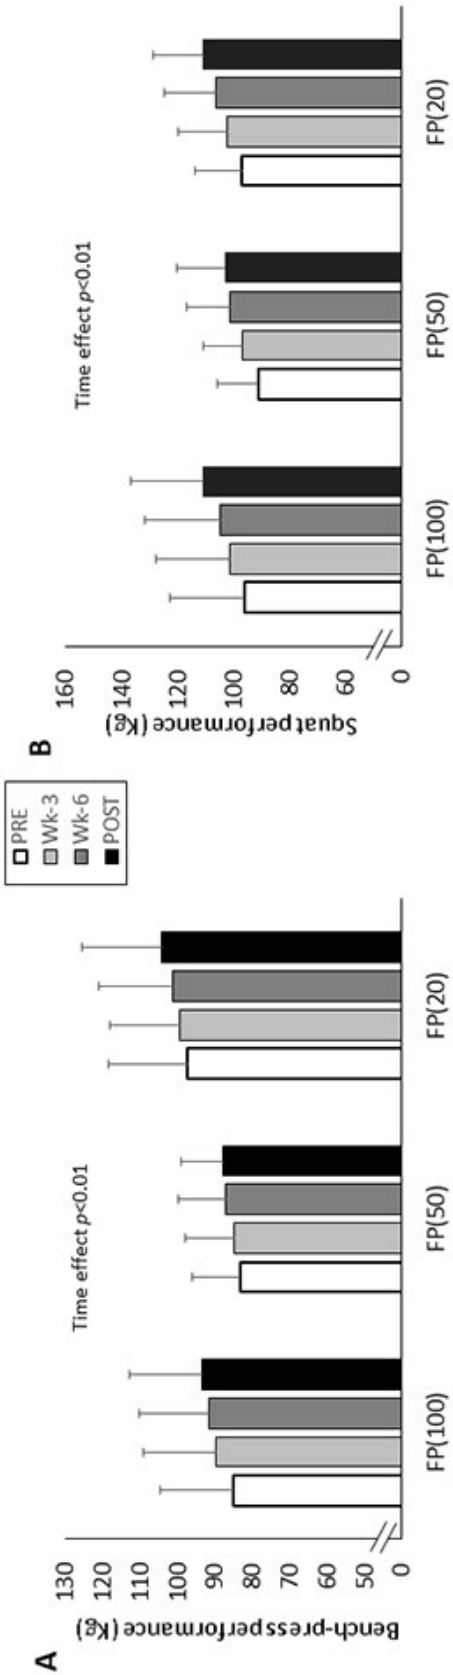 A
Bench-press performance (Kg)
130
120
110
100
90
80
70
60
50
0
Time effect p<0.01
FP(100)
FP(50)
FP(20)
PRE
Wk-3
Wk-6
POST
B
Squat performance (Kg)
160
140
120
100
80
60
0
Time effect p<0.01
FP(100)
FP(50)
FP(20)